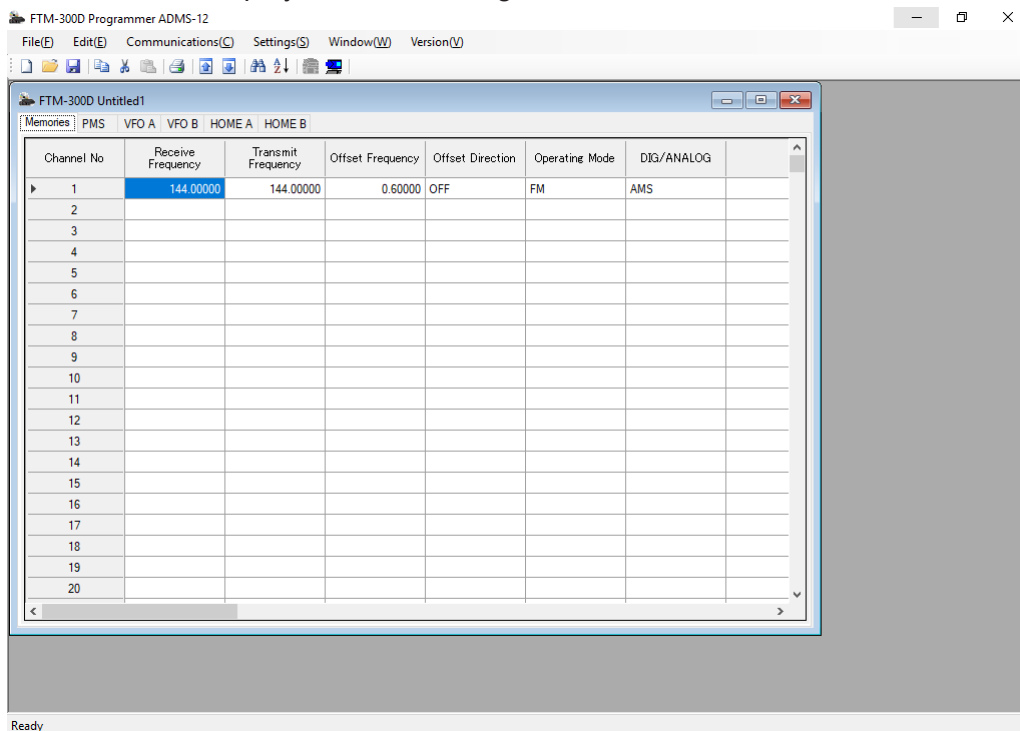 FTM-300D Programmer ADMS-12
File(F) Edit(E) Communications(C) Settings(S) Window(W) Version(V)
FTM-300D Untitled1
Memories PMS VFO A VFO B HOME A HOME B
Channel No Receive Frequency Transmit Frequency Offset Frequency Offset Direction Operating Mode DIG/ANALOG
1 144.00000 144.00000 0.60000 OFF FM AMS
2
3
4
5
6
7
8
9
10
11
12
13
14
15
16
17
18
19
20
Ready